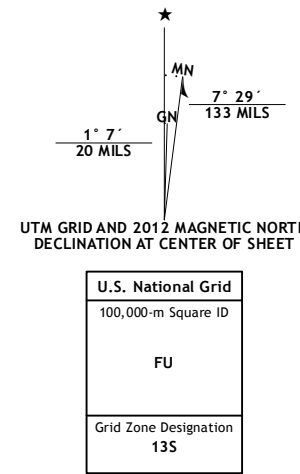 ★
MN
7° 29´
133 MILS
GN
1° 7´
20 MILS
UTM GRID AND 2012 MAGNETIC NORTH
DECLINATION AT CENTER OF SHEET
U.S. National Grid
100,000-m Square ID
FU
Grid Zone Designation
13S